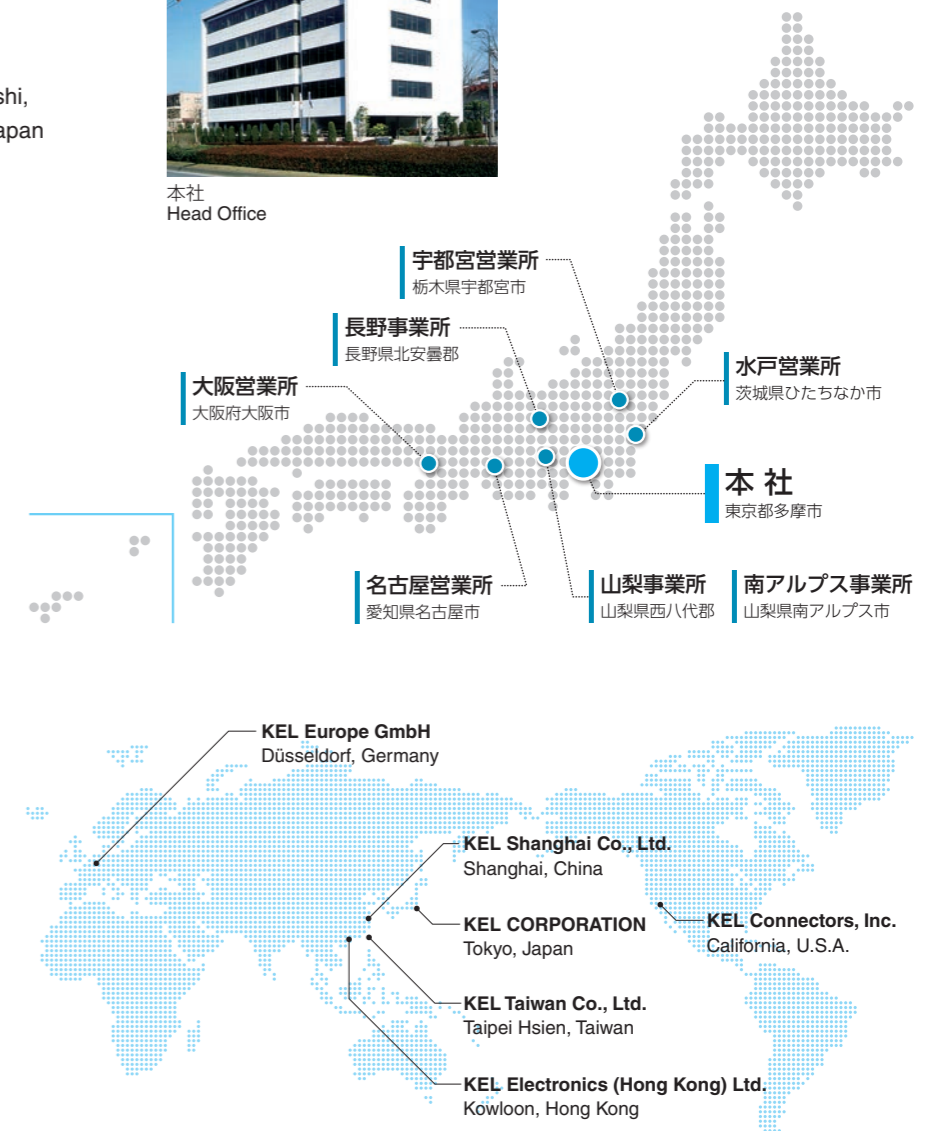 shi,
apan
本社
Head Office
宇都宮営業所
栃木県宇都宮市
長野事業所
長野県北安曇郡
大阪営業所
大阪府大阪市
水戸営業所
茨城県ひたちなか市
本 社
東京都多摩市
名古屋営業所
愛知県名古屋市
山梨事業所
山梨県西八代郡
南アルプス事業所
山梨県南アルプス市
KEL Europe GmbH
Düsseldorf, Germany
KEL Shanghai Co., Ltd.
Shanghai, China
KEL CORPORATION
Tokyo, Japan
KEL Connectors, Inc.
California, U.S.A.
KEL Taiwan Co., Ltd.
Taipei Hsien, Taiwan
KEL Electronics (Hong Kong) Ltd.
Kowloon, Hong Kong